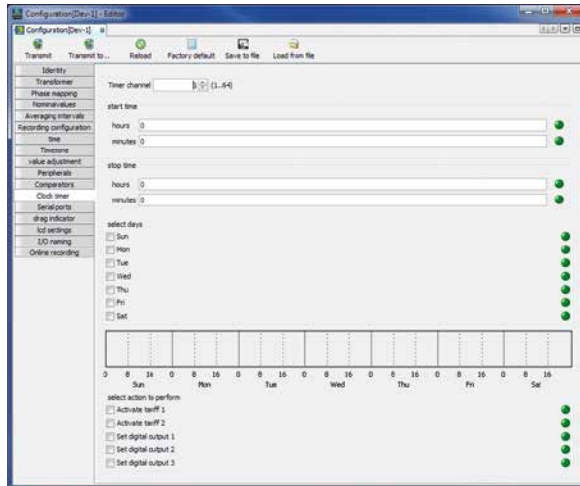 Configuration[Dev-1] - Editor
Configuration[Dev-1]
Transmit Transmit to... Reload Factory default Save to file Load from file
Identity
Transformer
Phase mapping
Nominalvalues
Averaging intervals
Recording configuration
time
Timezone
value adjustment
Peripherals
Comparators
Clock timer
Serial ports
drag indicator
lcd settings
I/O naming
Online recording
Timer channel 1 (1..64)
start time
hours 0
minutes 0
stop time
hours 0
minutes 0
select days
Sun
Mon
Tue
Wed
Thu
Fri
Sat
0 8 16 0 8 16 0 8 16 0 8 16 0 8 16 0 8 16 0 8 16
Sun Mon Tue Wed Thu Fri Sat
select action to perform
Activate tariff 1
Activate tariff 2
Set digital output 1
Set digital output 2
Set digital output 3